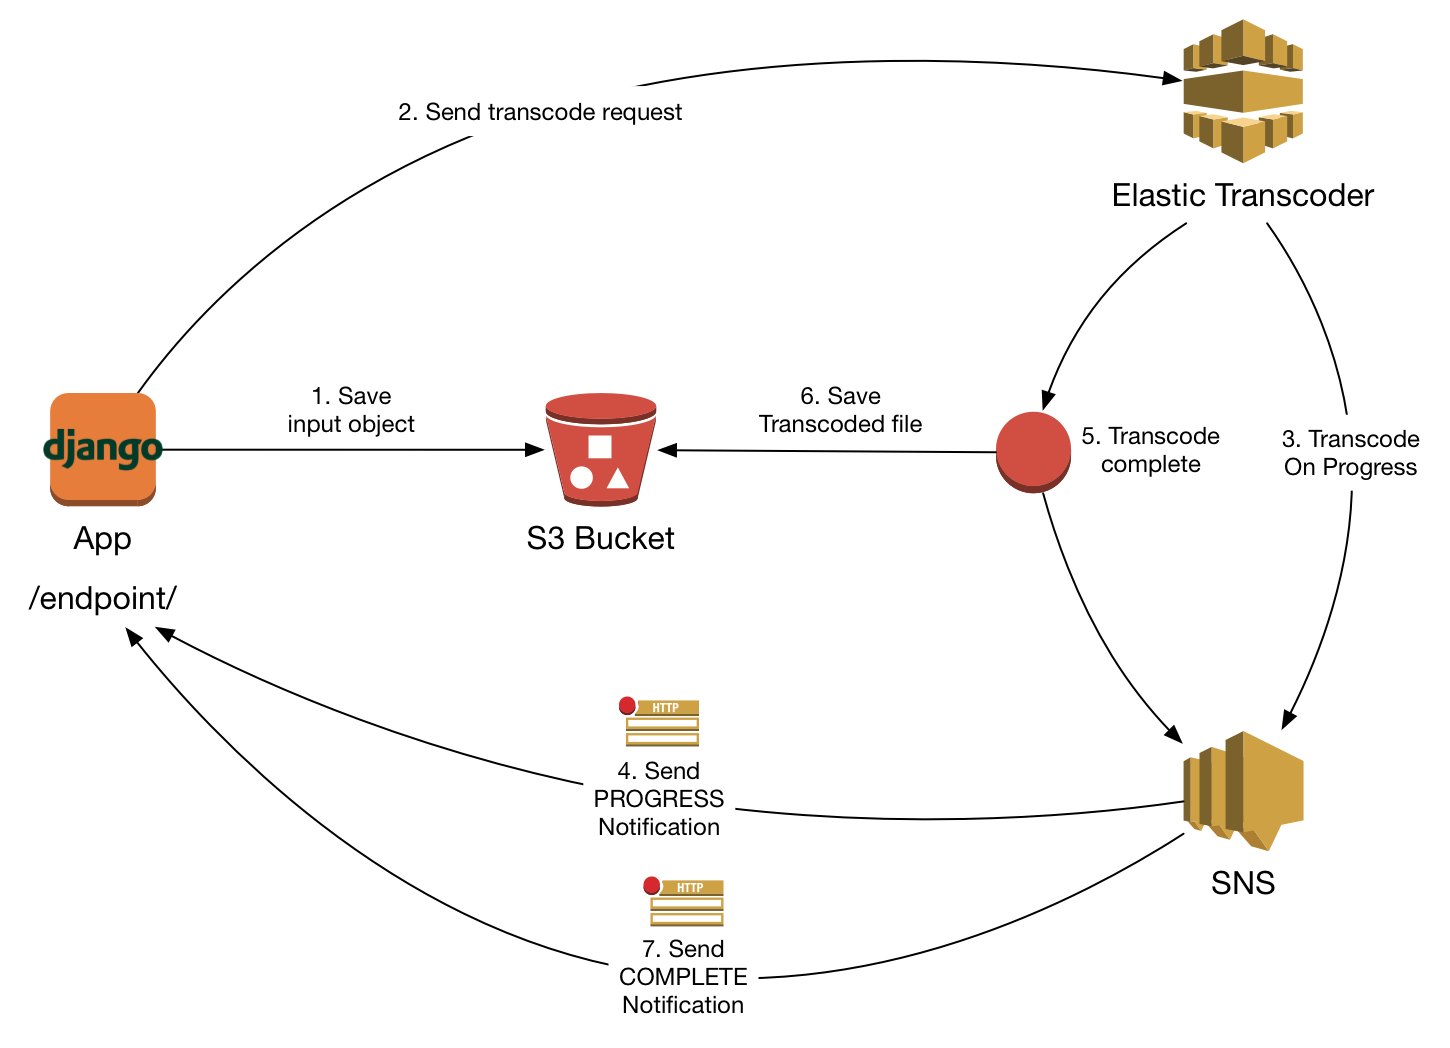 2. Send transcode request
Elastic Transcoder
1. Save
input object
6. Save
Transcoded file
django
5. Transcode
complete
3. Transcode
On Progress
App
S3 Bucket
/endpoint/
HTTP
4. Send
PROGRESS
Notification
SNS
HTTP
7. Send
COMPLETE
Notification